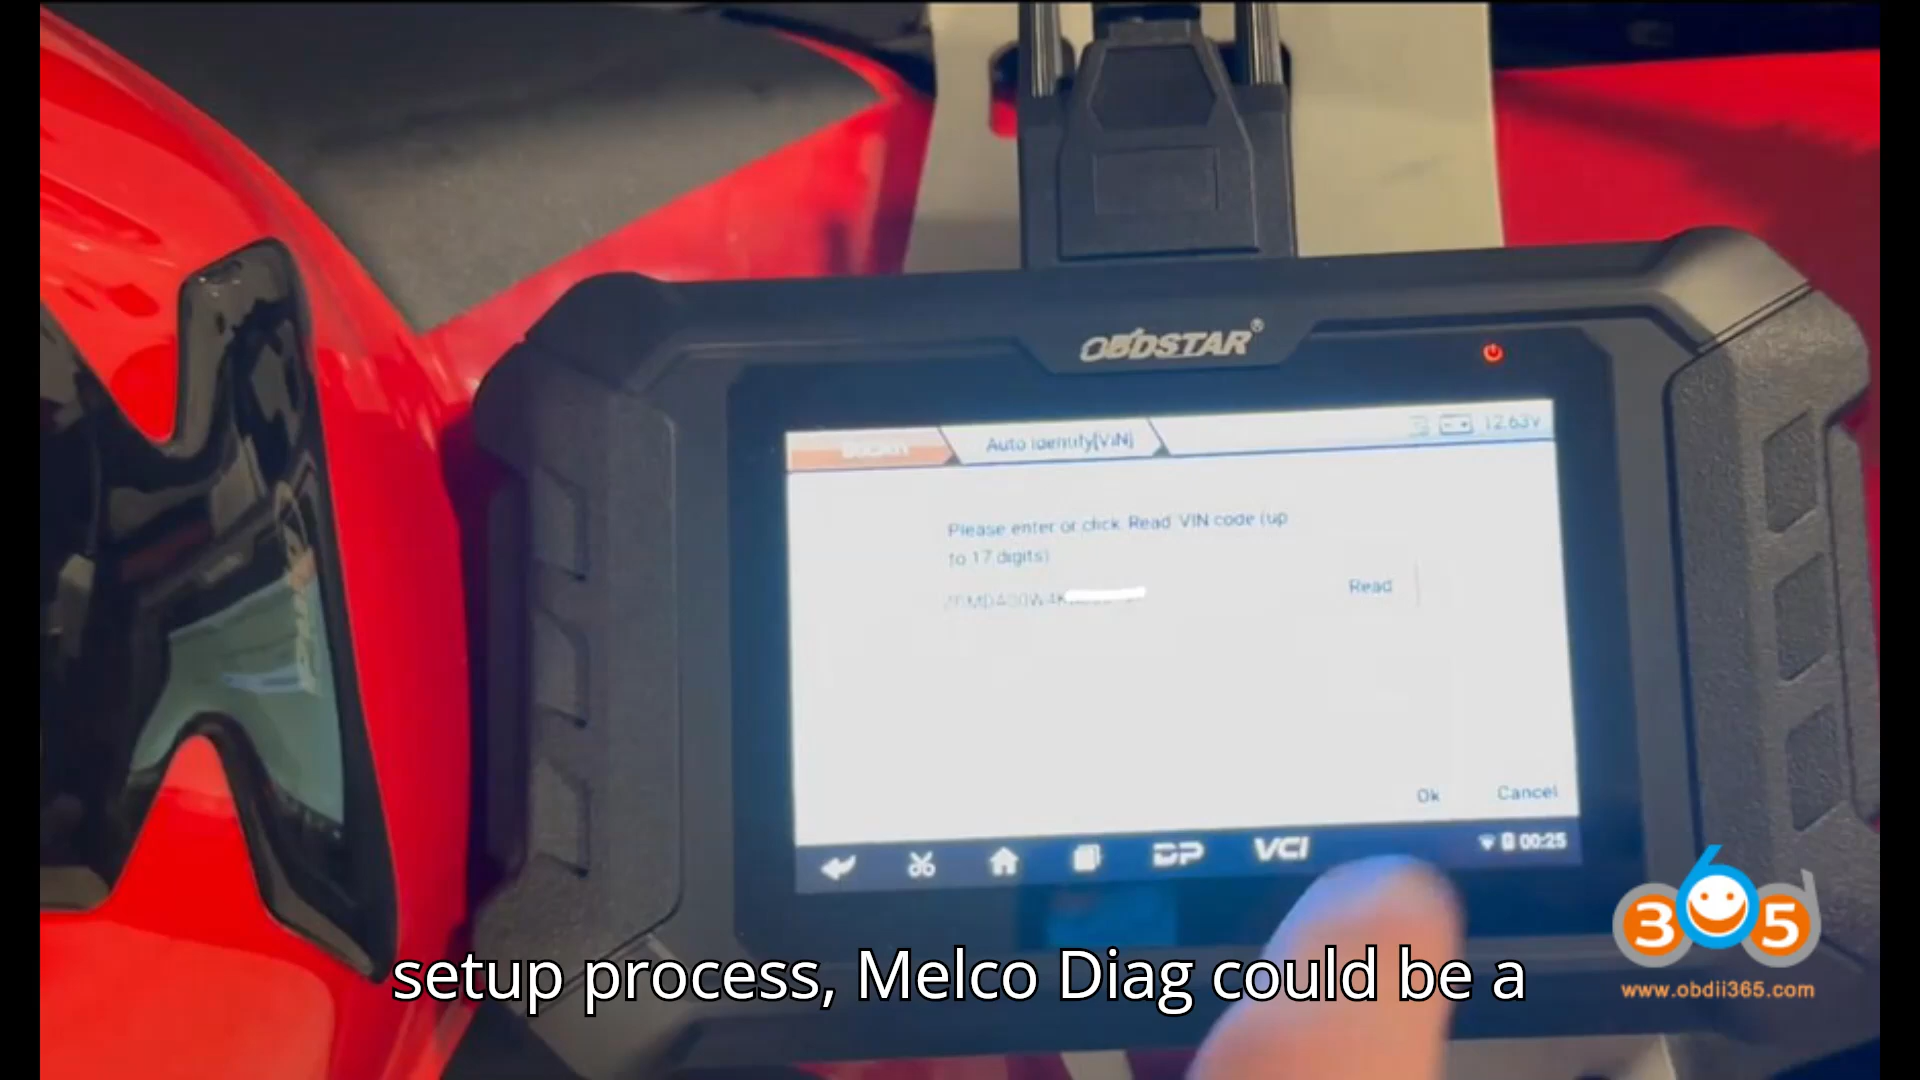 OBDSTAR®
Auto Identify[VIN]
12.63V
Please enter or click Read VIN code (up
to 17 digits)
Read
Ok
Cancel
DP
VCI
00:25
365
www.obdii365.com
setup process, Melco Diag could be a